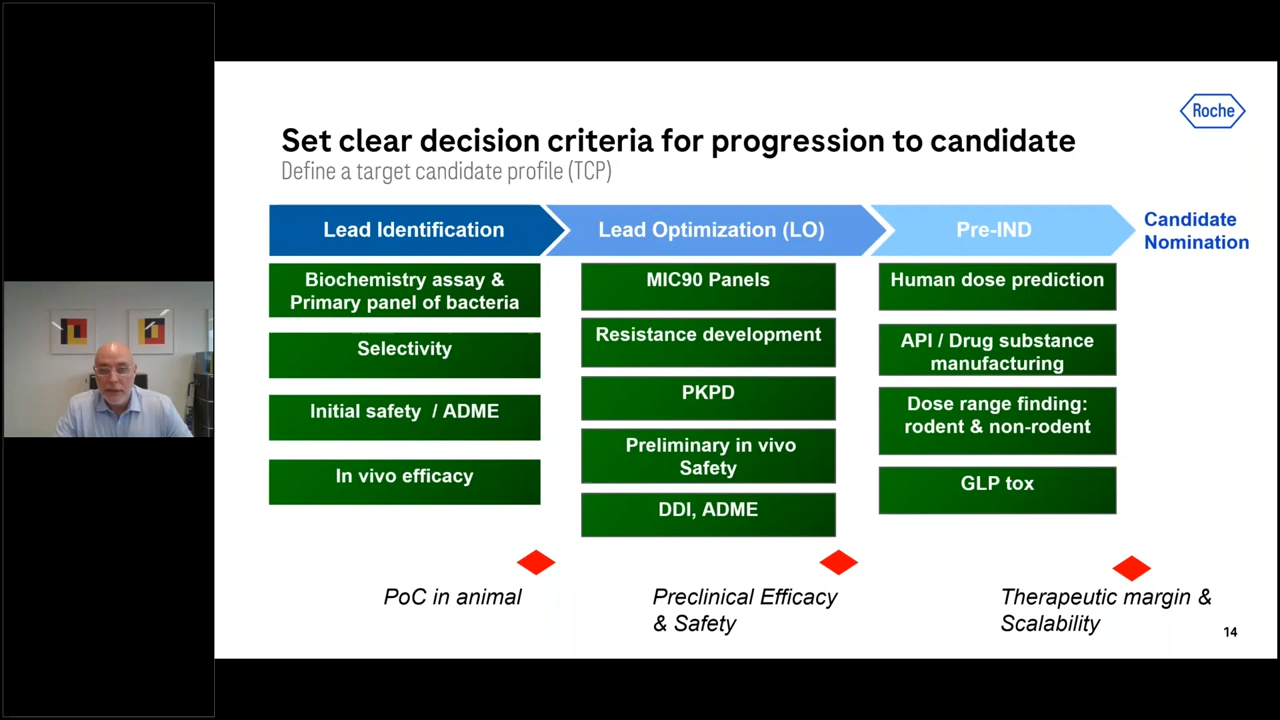 Roche
Set clear decision criteria for progression to candidate
Define a target candidate profile (TCP)
Lead Identification
Lead Optimization (LO)
Pre-IND
Candidate
Nomination
Biochemistry assay &
Primary panel of bacteria
Selectivity
Initial safety / ADME
In vivo efficacy
MIC90 Panels
Resistance development
PKPD
Preliminary in vivo
Safety
DDI, ADME
Human dose prediction
API / Drug substance
manufacturing
Dose range finding:
rodent & non-rodent
GLP tox
PoC in animal
Preclinical Efficacy
& Safety
Therapeutic margin &
Scalability
14